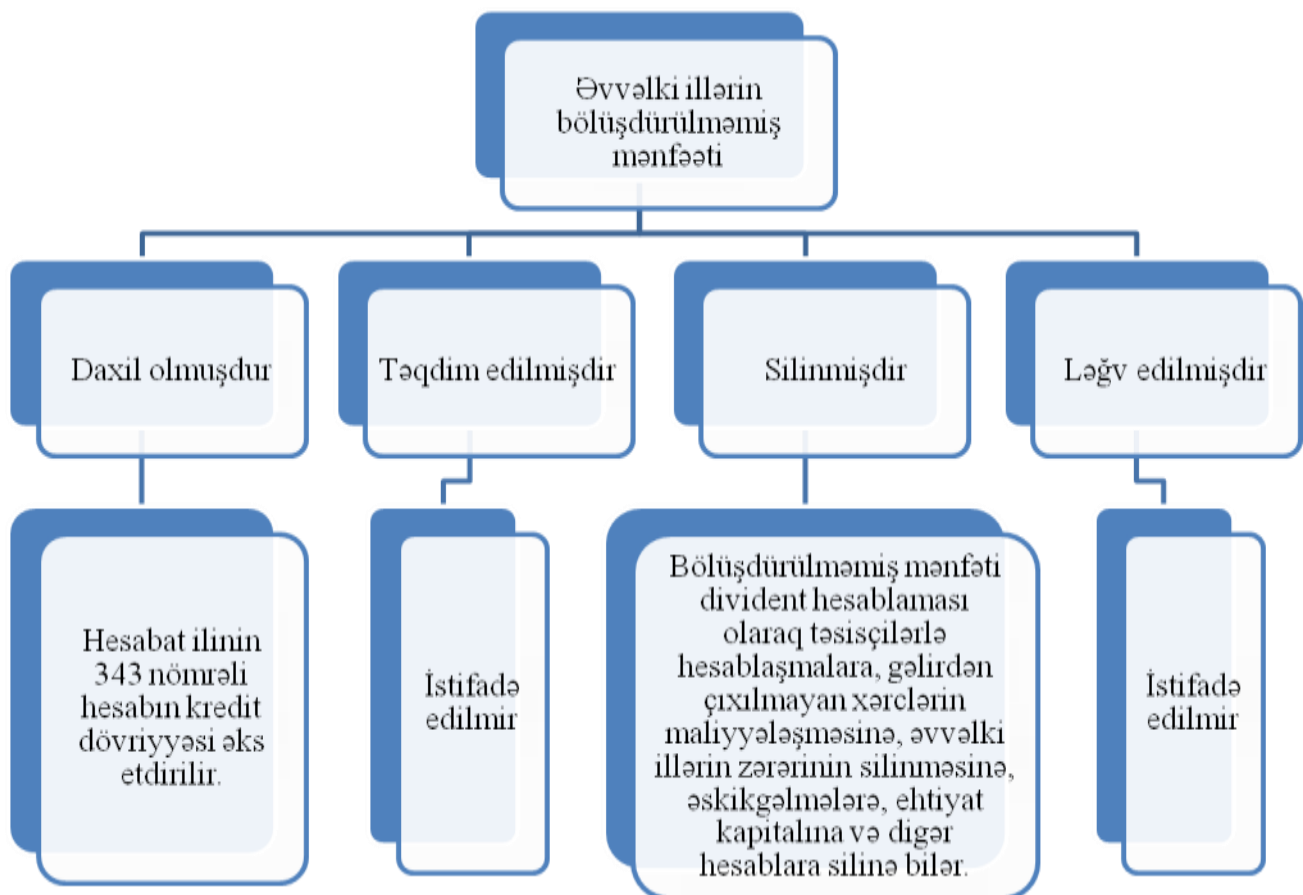 Əvvəlki illərin
bölüşdürülməmiş
mənfəəti
Daxil olmuşdur
Təqdim edilmişdir
Silinmişdir
Ləğv edilmişdir
Hesabat ilinin
343 nömrəli
hesabın kredit
dövriyyəsi əks
etdirilir.
İstifadə
edilmir
Bölüşdürülməmiş mənfəti
divident hesablaması
olaraq təsisçilərlə
hesablaşmalara, gəlirdən
çıxılmayan xərclərin
maliyyələşməsinə, əvvəlki
illərin zərərinin silinməsinə,
əskikgəlmələrə, ehtiyat
kapitalına və digər
hesablara silinə bilər.
İstifadə
edilmir